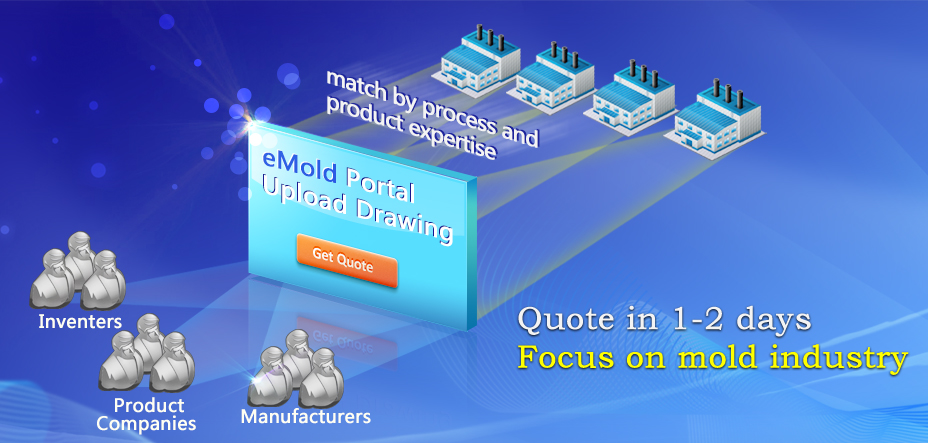 match by process and
product expertise
eMold Portal
Upload Drawing
Get Quote
Inventers
Product
Companies
Manufacturers
Quote in 1-2 days
Focus on mold industry